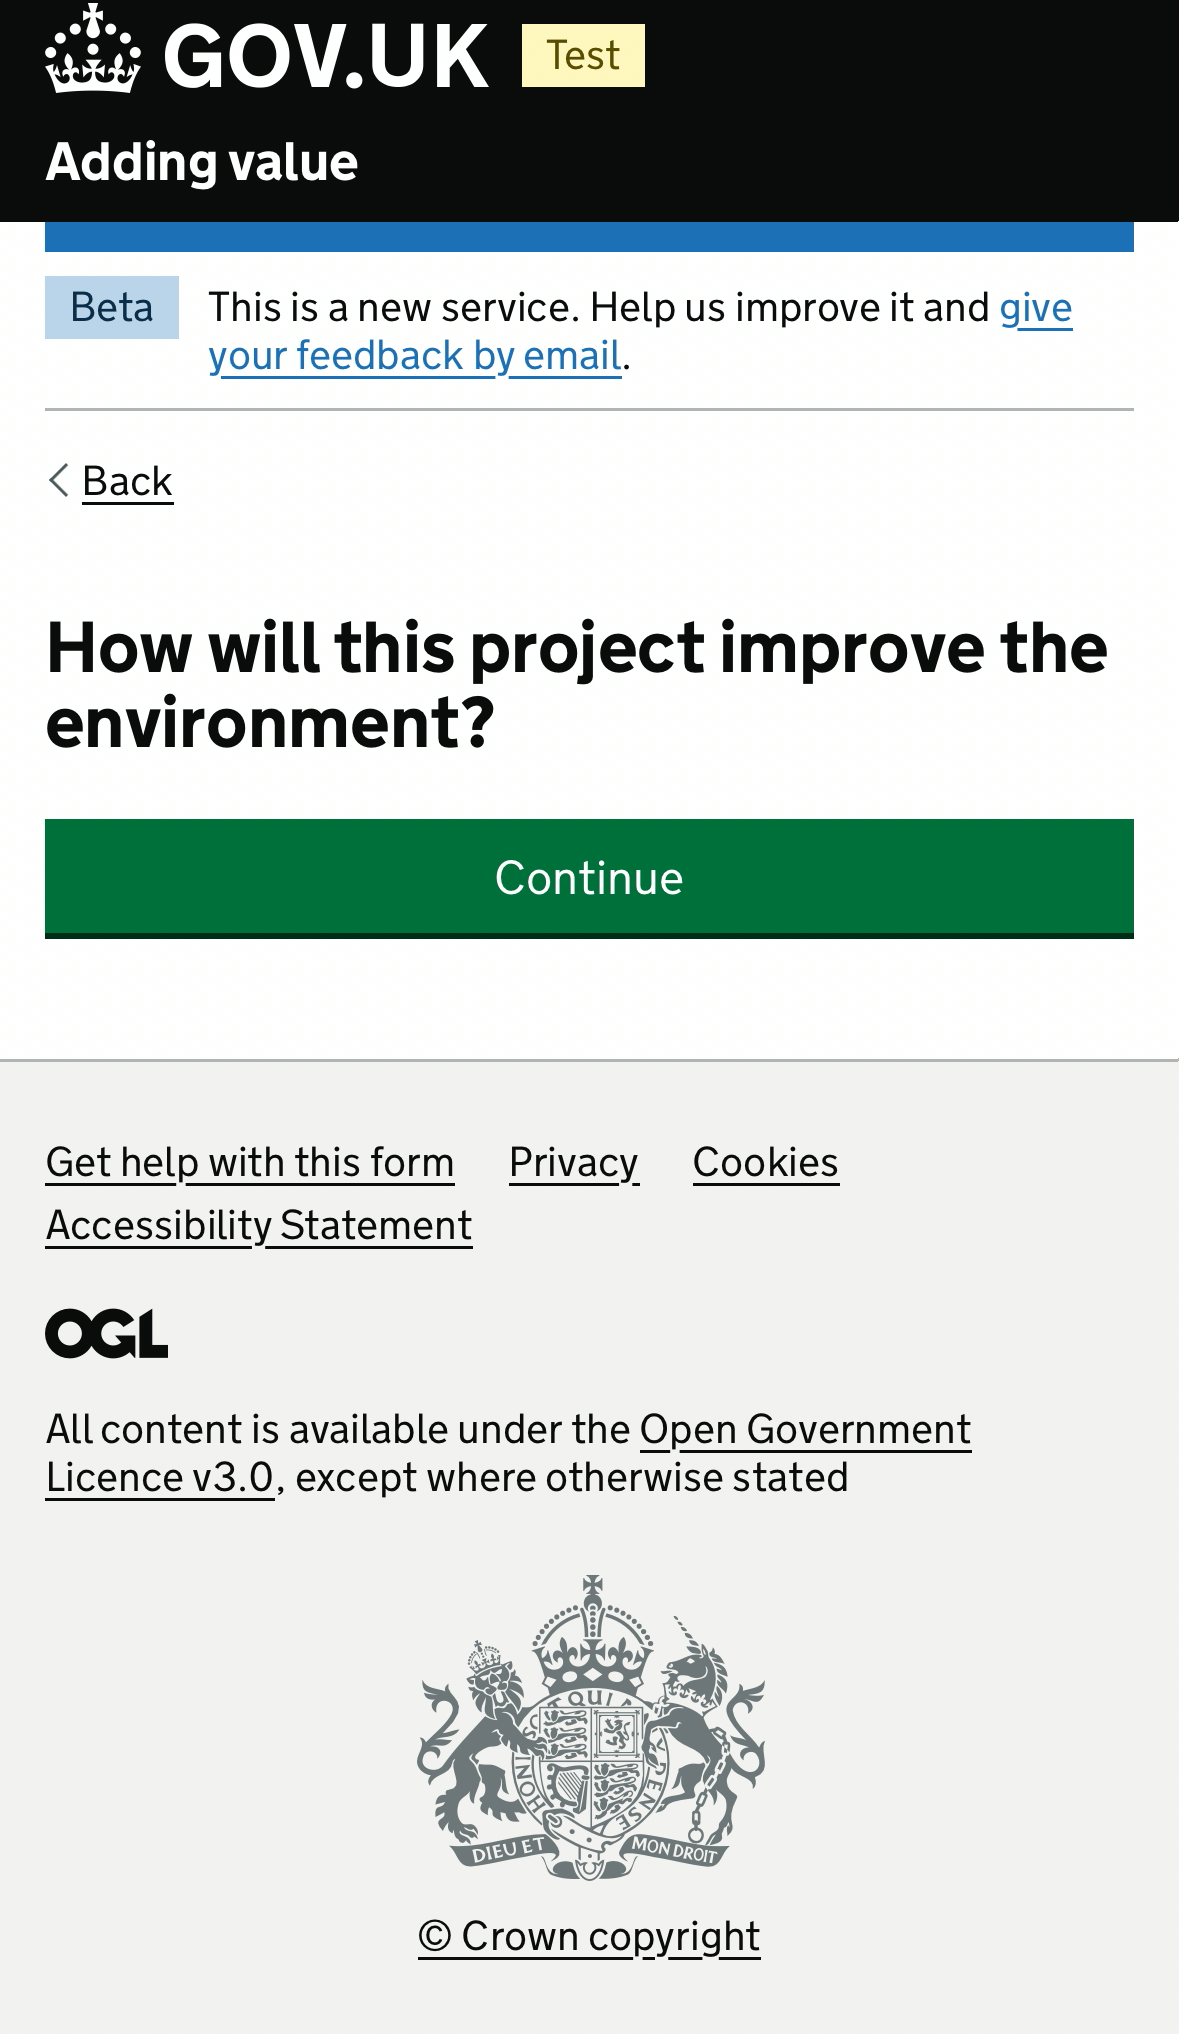 GOV.UK Test
Adding value
Beta This is a new service. Help us improve it and give
your feedback by email.
Back
How will this project improve the
environment?
Continue
Get help with this form Privacy Cookies
Accessibility Statement
OGL
All content is available under the Open Government
Licence v3.0, except where otherwise stated
QUI
HONI
PENSE
DIEU ET MON DROIT
© Crown copyright